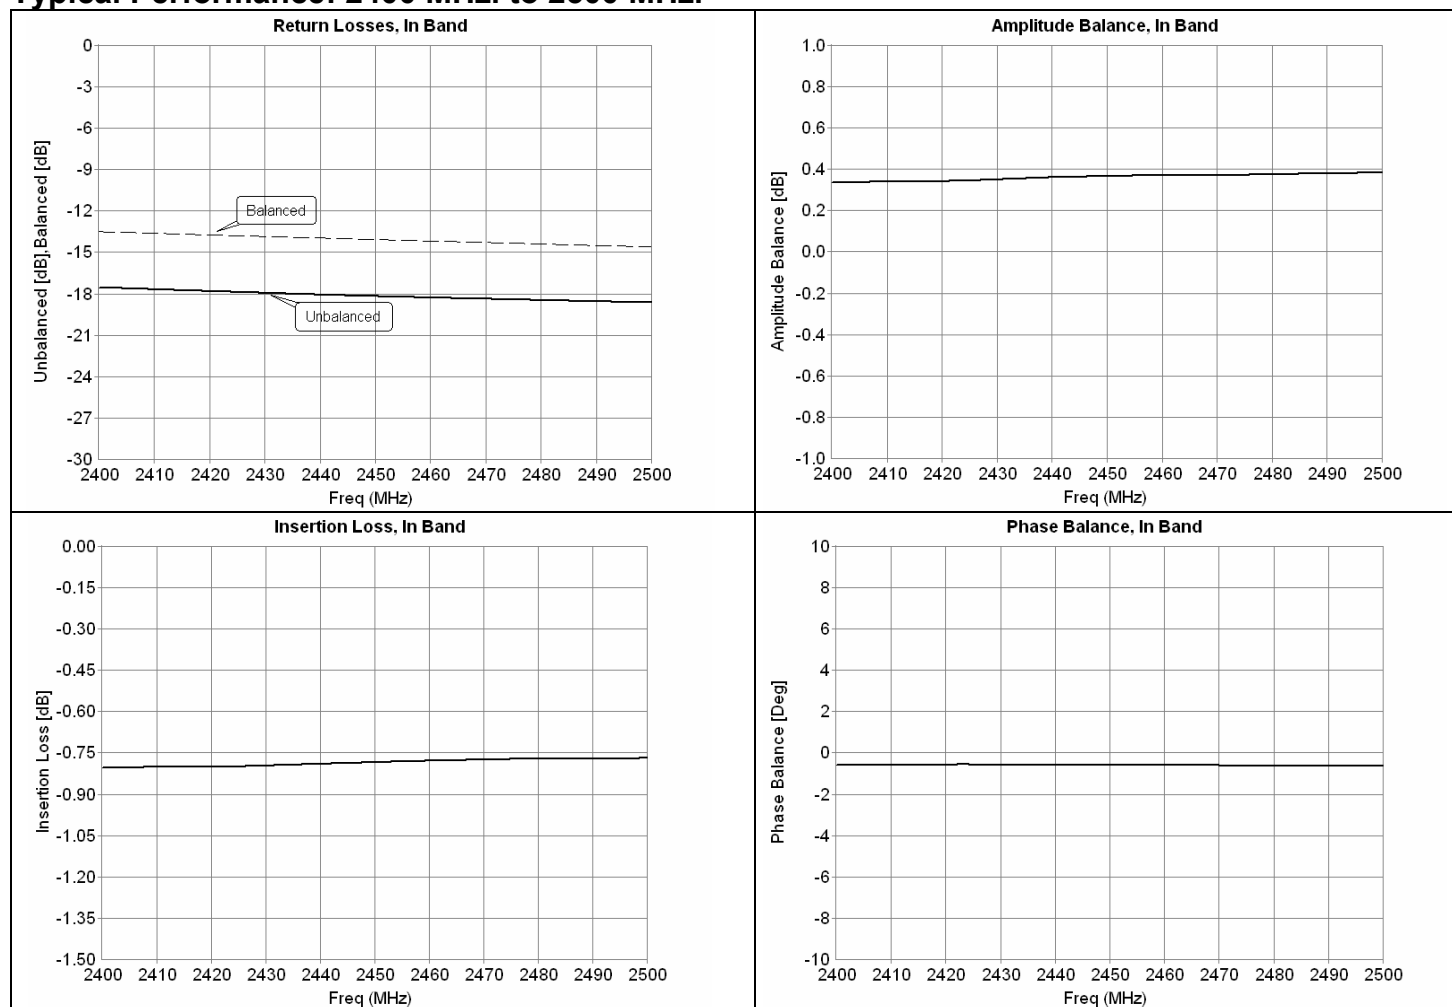 Typical Performance: 2400 MHz. to 2500 MHz.
Return Losses, In Band
Unbalanced [dB],Balanced [dB]
0
-3
-6
-9
-12
-15
-18
-21
-24
-27
-30
Balanced
Unbalanced
2400 2410 2420 2430 2440 2450 2460 2470 2480 2490 2500
Freq (MHz)
Amplitude Balance, In Band
Amplitude Balance [dB]
1.0
0.8
0.6
0.4
0.2
0.0
-0.2
-0.4
-0.6
-0.8
-1.0
2400 2410 2420 2430 2440 2450 2460 2470 2480 2490 2500
Freq (MHz)
Insertion Loss, In Band
Insertion Loss [dB]
0.00
-0.15
-0.30
-0.45
-0.60
-0.75
-0.90
-1.05
-1.20
-1.35
-1.50
2400 2410 2420 2430 2440 2450 2460 2470 2480 2490 2500
Freq (MHz)
Phase Balance, In Band
Phase Balance [Deg]
10
8
6
4
2
0
-2
-4
-6
-8
-10
2400 2410 2420 2430 2440 2450 2460 2470 2480 2490 2500
Freq (MHz)